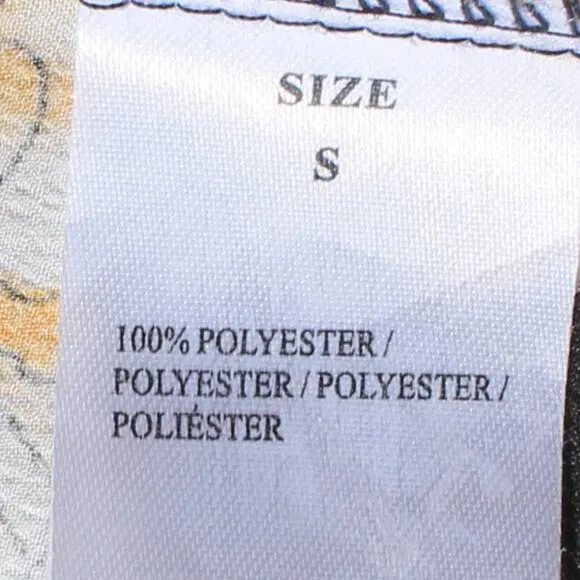 SIZE
S
100% POLYESTER /
POLYESTER / POLYESTER /
POLIÉSTER